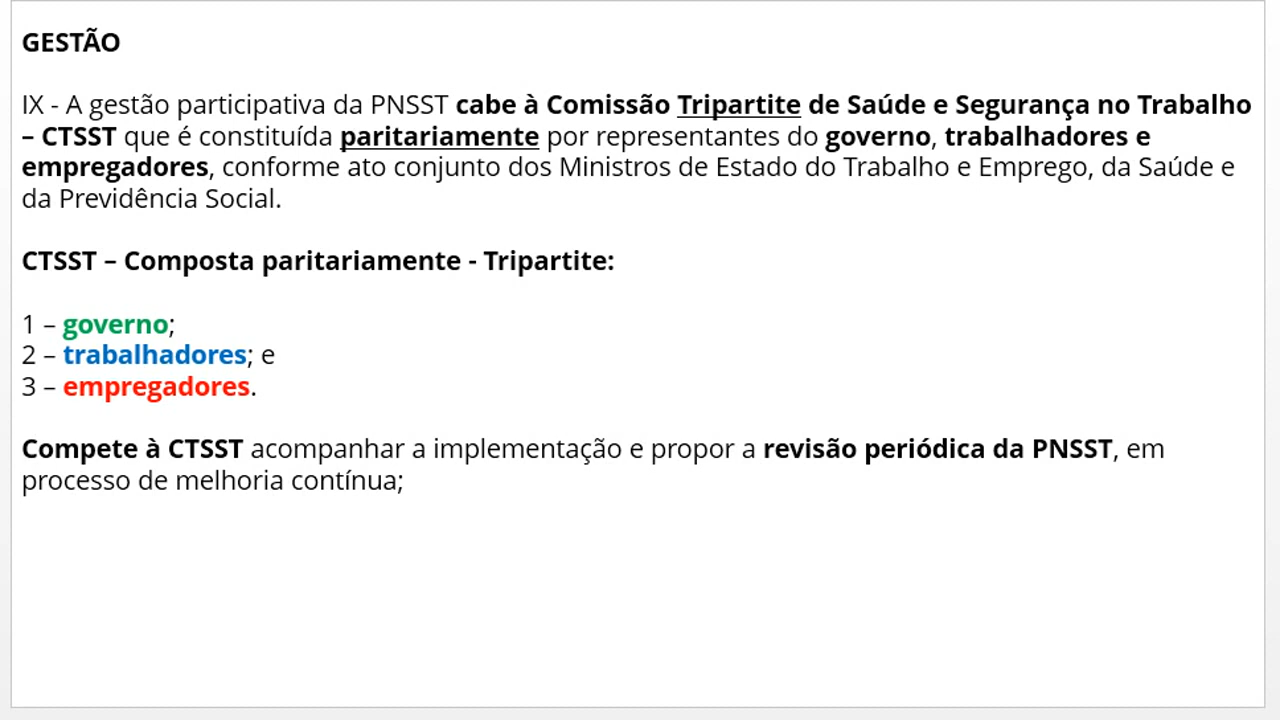 GESTÃO
IX - A gestão participativa da PNSST cabe à Comissão Tripartite de Saúde e Segurança no Trabalho
– CTSST que é constituída paritariamente por representantes do governo, trabalhadores e
empregadores, conforme ato conjunto dos Ministros de Estado do Trabalho e Emprego, da Saúde e
da Previdência Social.
CTSST – Composta paritariamente - Tripartite:
1 – governo;
2 – trabalhadores; e
3 – empregadores.
Compete à CTSST acompanhar a implementação e propor a revisão periódica da PNSST, em
processo de melhoria contínua;